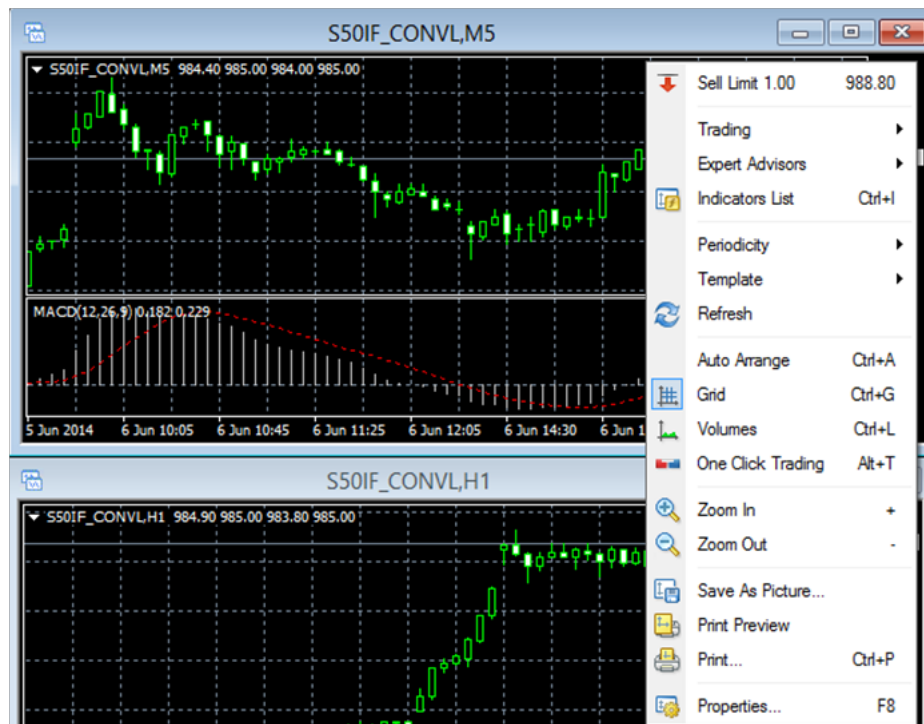 S50IF_CONVL,M5
S50IF_CONVL,M5 984.40 985.00 984.00 985.00
MACD(12,26,9) 0.182 0.229
5 Jun 2014 6 Jun 10:05 6 Jun 10:45 6 Jun 11:25 6 Jun 12:05 6 Jun 14:30 6 Jun 1
S50IF_CONVL,H1
S50IF_CONVL,H1 984.90 985.00 983.80 985.00
Sell Limit 1.00 988.80
Trading
Expert Advisors
Indicators List Ctrl+I
Periodicity
Template
Refresh
Auto Arrange Ctrl+A
Grid Ctrl+G
Volumes Ctrl+L
One Click Trading Alt+T
Zoom In +
Zoom Out -
Save As Picture...
Print Preview
Print... Ctrl+P
Properties... F8